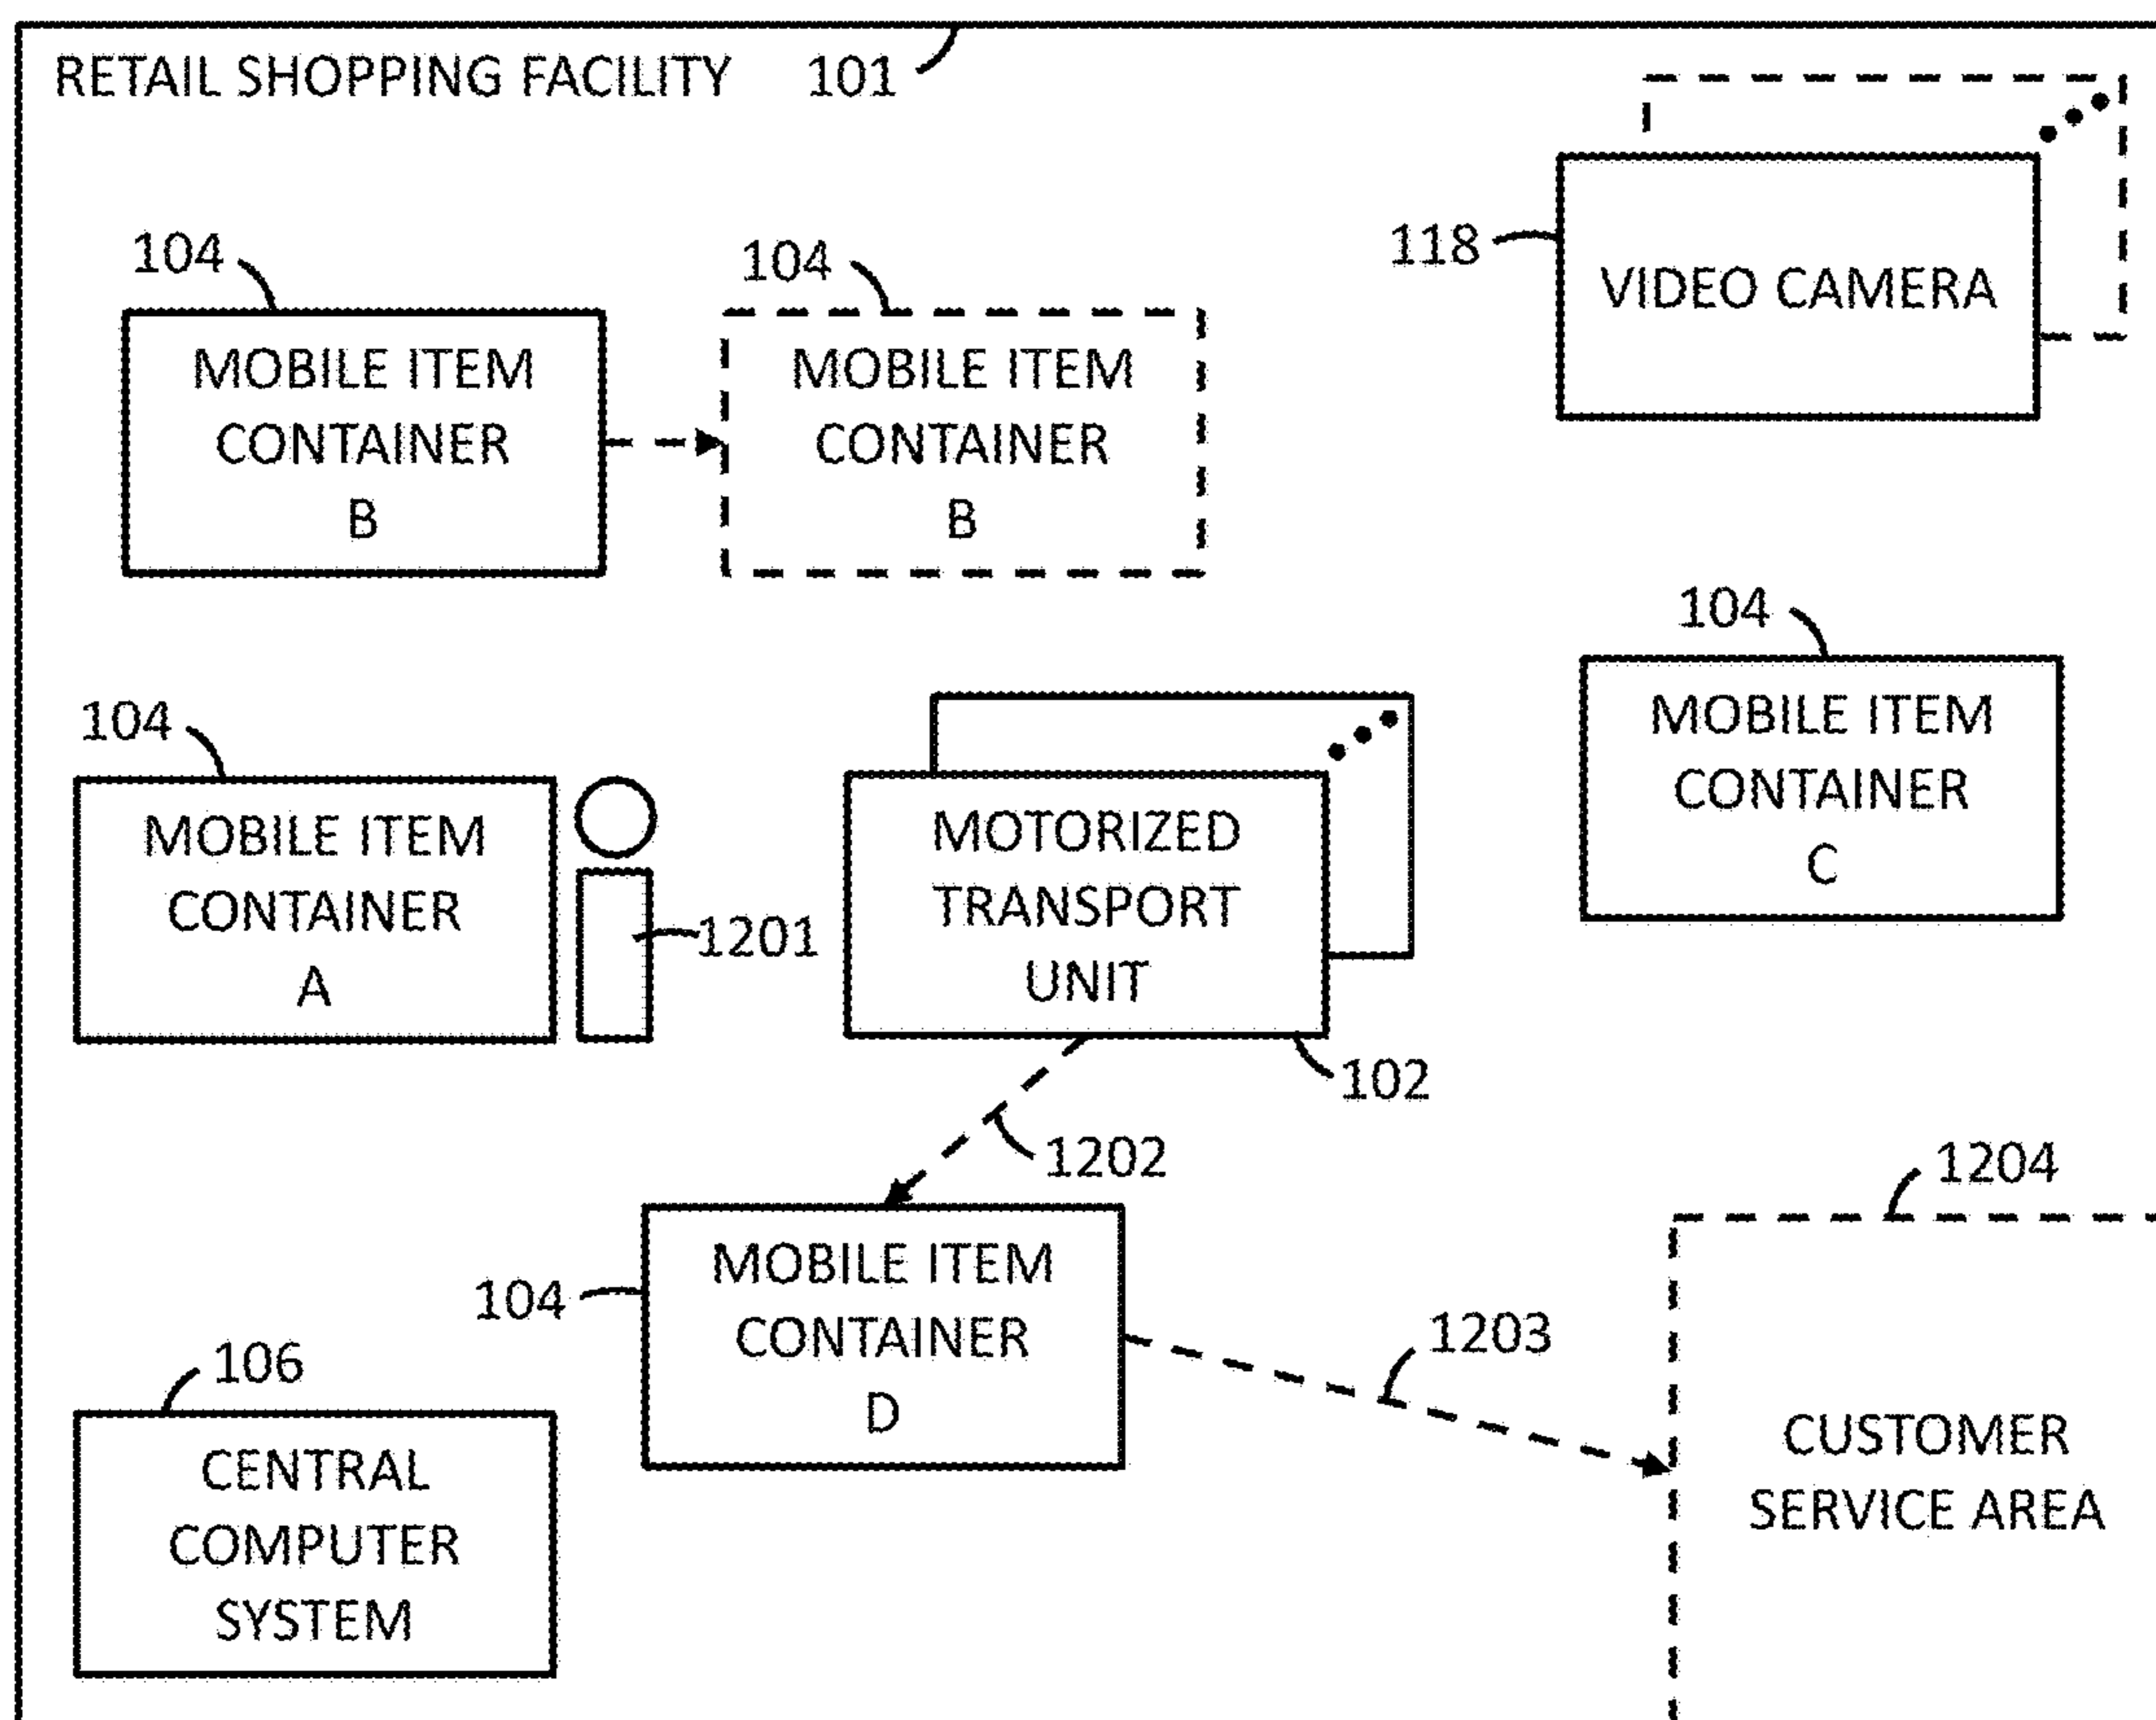 RETAIL SHOPPING FACILITY 101
118
VIDEO CAMERA
104
MOBILE ITEM
CONTAINER
B
104
MOBILE ITEM
CONTAINER
B
104
MOBILE ITEM
CONTAINER
C
104
MOBILE ITEM
CONTAINER
A
1201
MOTORIZED
TRANSPORT
UNIT
102
1202
104
MOBILE ITEM
CONTAINER
D
1203
1204
CUSTOMER
SERVICE AREA
106
CENTRAL
COMPUTER
SYSTEM